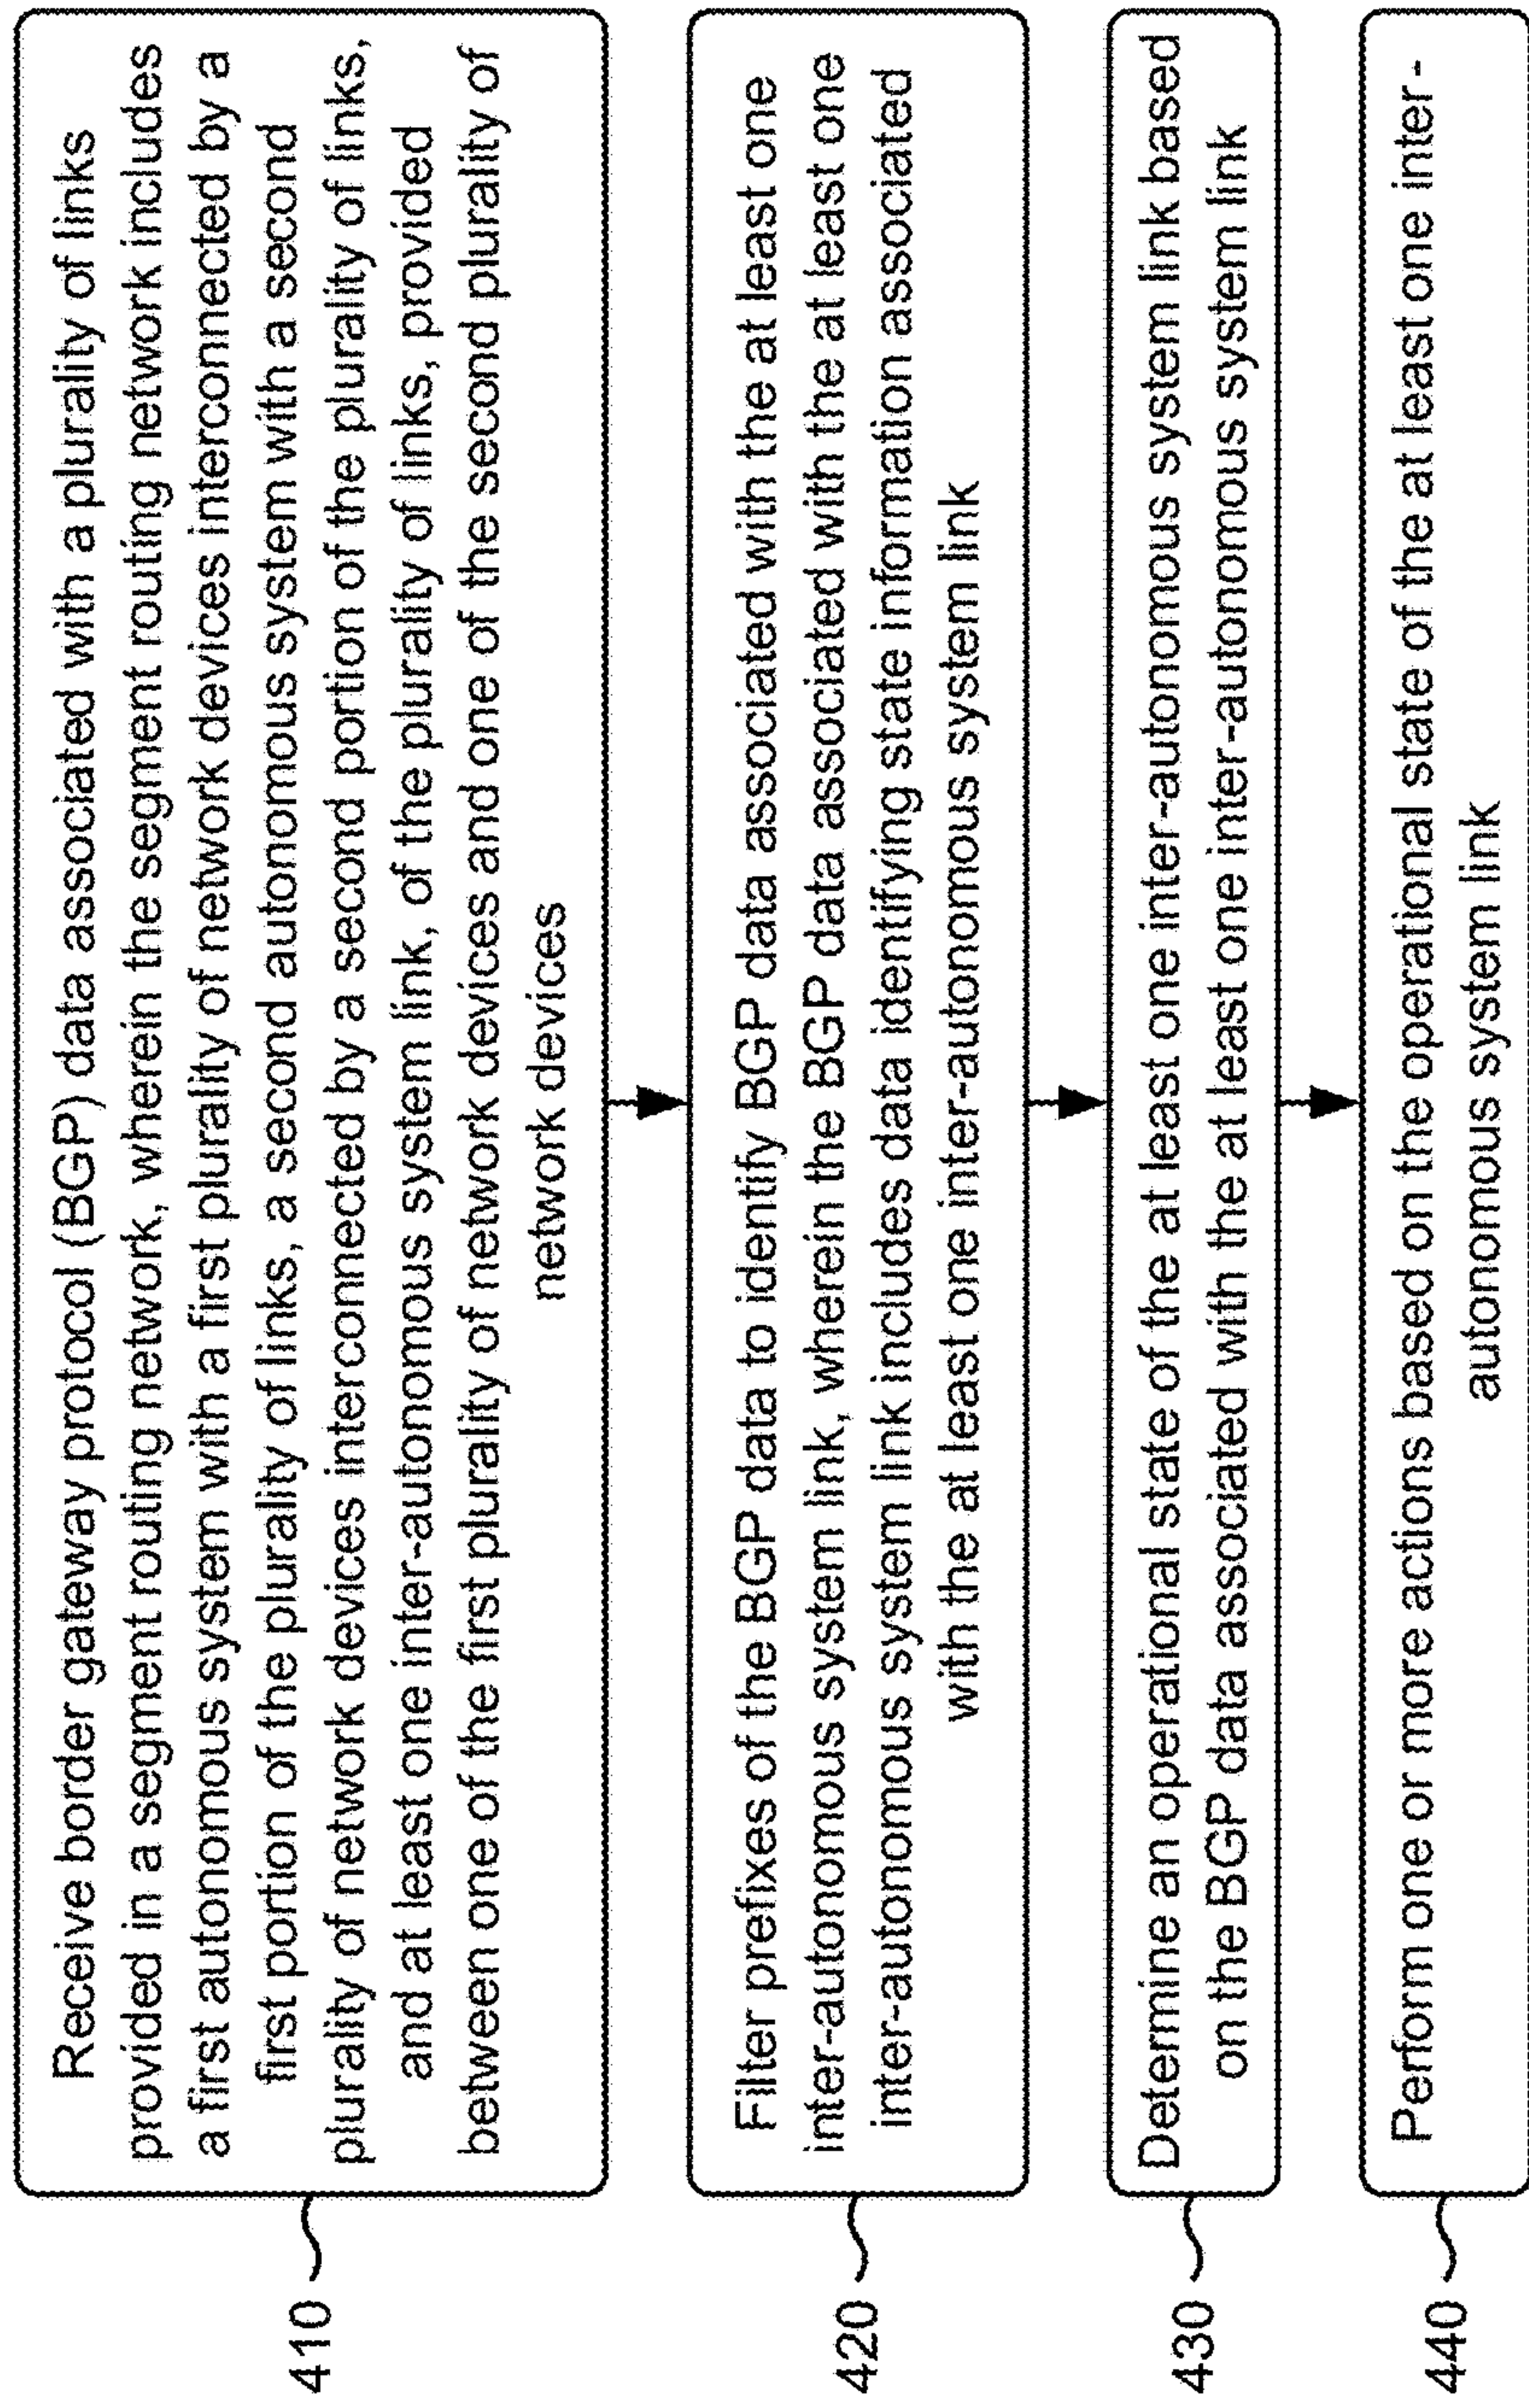 410
Receive border gateway protocol (BGP) data associated with a plurality of links
provided in a segment routing network, wherein the segment routing network includes
a first autonomous system with a first plurality of network devices interconnected by a
first portion of the plurality of links, a second autonomous system with a second
plurality of network devices interconnected by a second portion of the plurality of links,
and at least one inter-autonomous system link, of the plurality of links, provided
between one of the first plurality of network devices and one of the second plurality of
network devices
420
Filter prefixes of the BGP data to identify BGP data associated with the at least one
inter-autonomous system link, wherein the BGP data associated with the at least one
inter-autonomous system link includes data identifying state information associated
with the at least one inter-autonomous system link
430
Determine an operational state of the at least one inter-autonomous system link based
on the BGP data associated with the at least one inter-autonomous system link
440
Perform one or more actions based on the operational state of the at least one inter-
autonomous system link